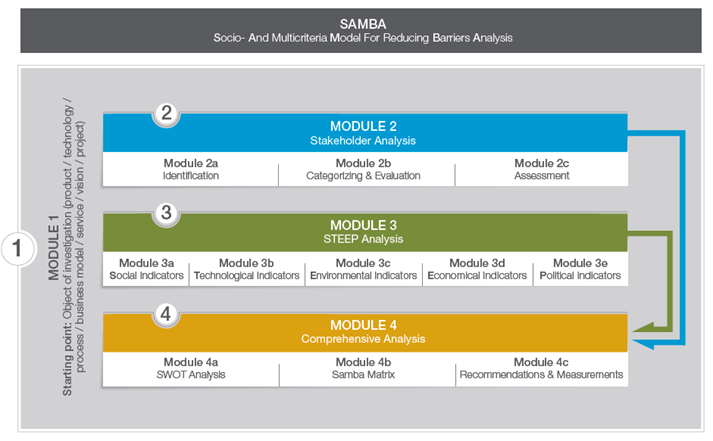 SAMBA
Socio- And Multicriteria Model For Reducing Barriers Analysis
1
MODULE 1
Starting point: Object of investigation (product / technology /
process / business model / service / vision / project)
2
MODULE 2
Stakeholder Analysis
Module 2a
Identification
Module 2b
Categorizing & Evaluation
Module 2c
Assessment
3
MODULE 3
STEEP Analysis
Module 3a
Social Indicators
Module 3b
Technological Indicators
Module 3c
Environmental Indicators
Module 3d
Economical Indicators
Module 3e
Political Indicators
4
MODULE 4
Comprehensive Analysis
Module 4a
SWOT Analysis
Module 4b
Samba Matrix
Module 4c
Recommendations & Measurements